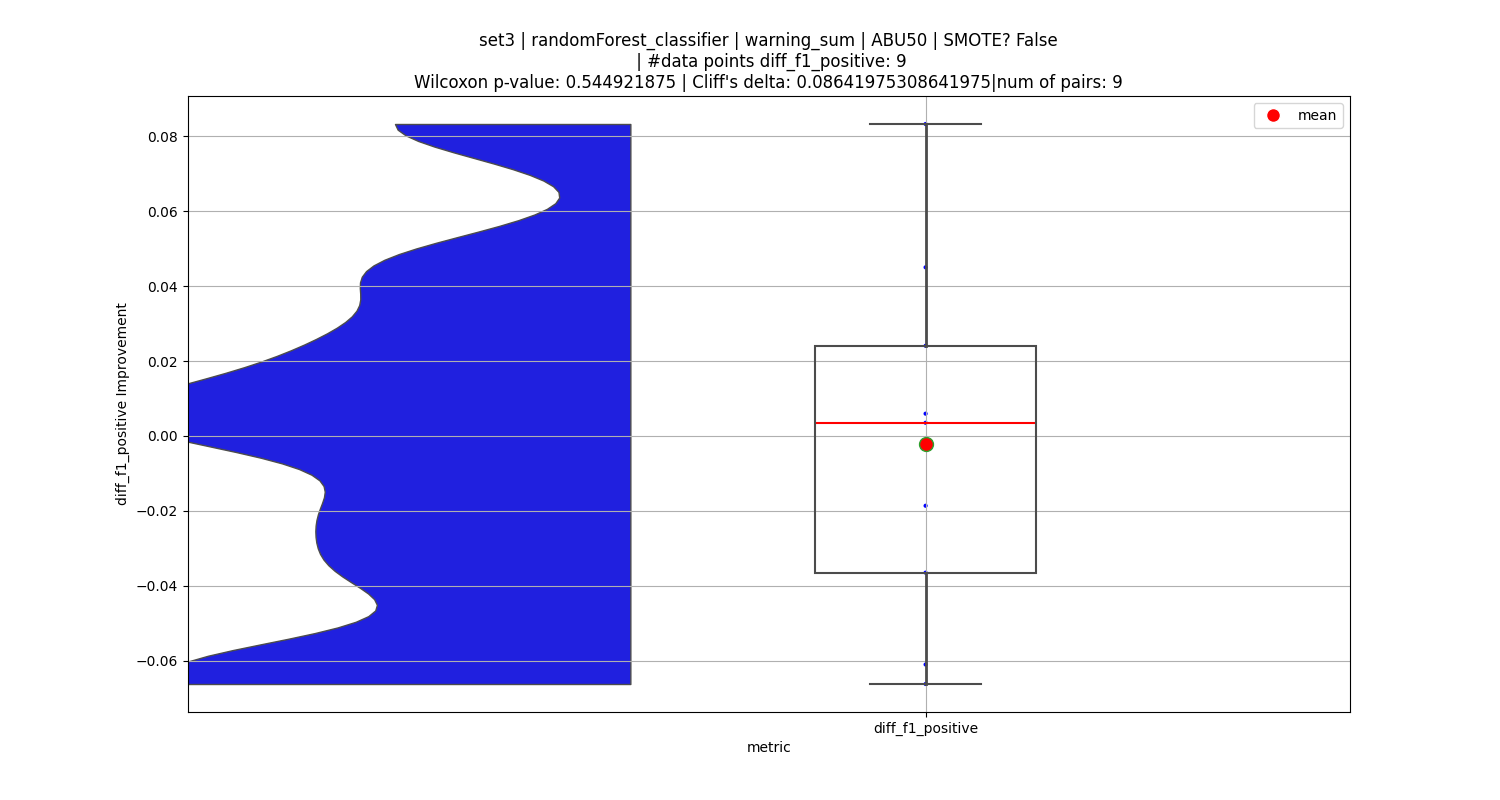 set3 | randomForest_classifier | warning_sum | ABU50 | SMOTE? False
| #data points diff_f1_positive: 9
Wilcoxon p-value: 0.544921875 | Cliff's delta: 0.08641975308641975|num of pairs: 9
mean
0.08
0.06
0.04
0.02
0.00
−0.02
−0.04
−0.06
diff_f1_positive Improvement
diff_f1_positive
metric